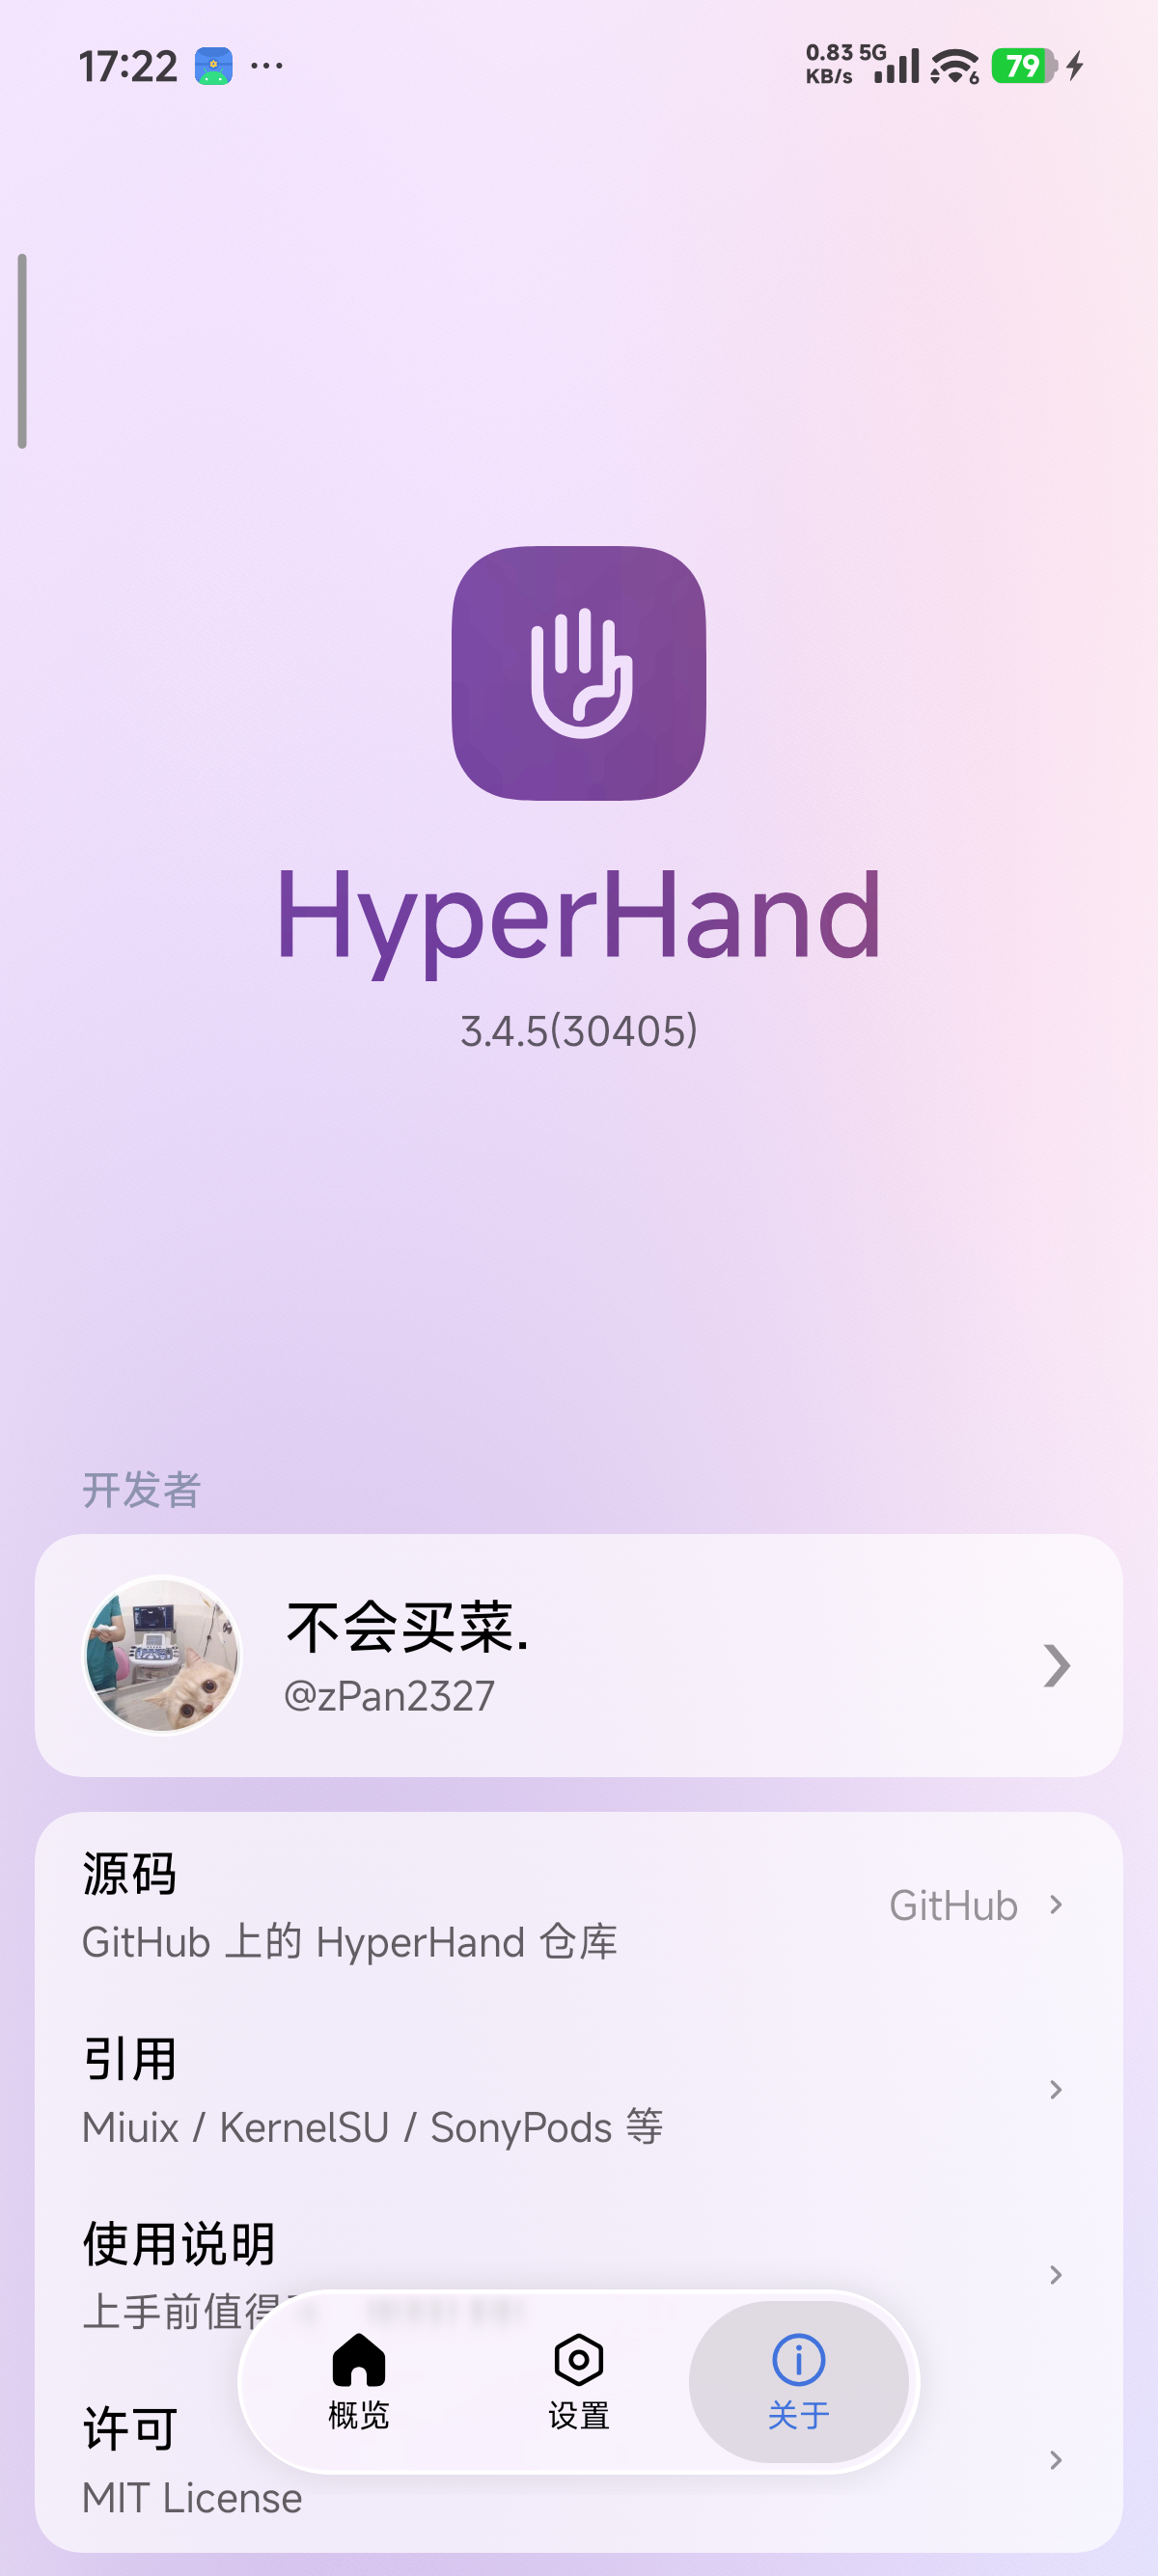 17:22 ...
0.83 5G
KB/s
6
79
HyperHand
3.4.5(30405)
开发者
不会买菜.
@zPan2327
源码
GitHub 上的 HyperHand 仓库
GitHub
引用
Miuix / KernelSU / SonyPods 等
使用说明
上手前值得
许可
MIT License
概览
设置
关于